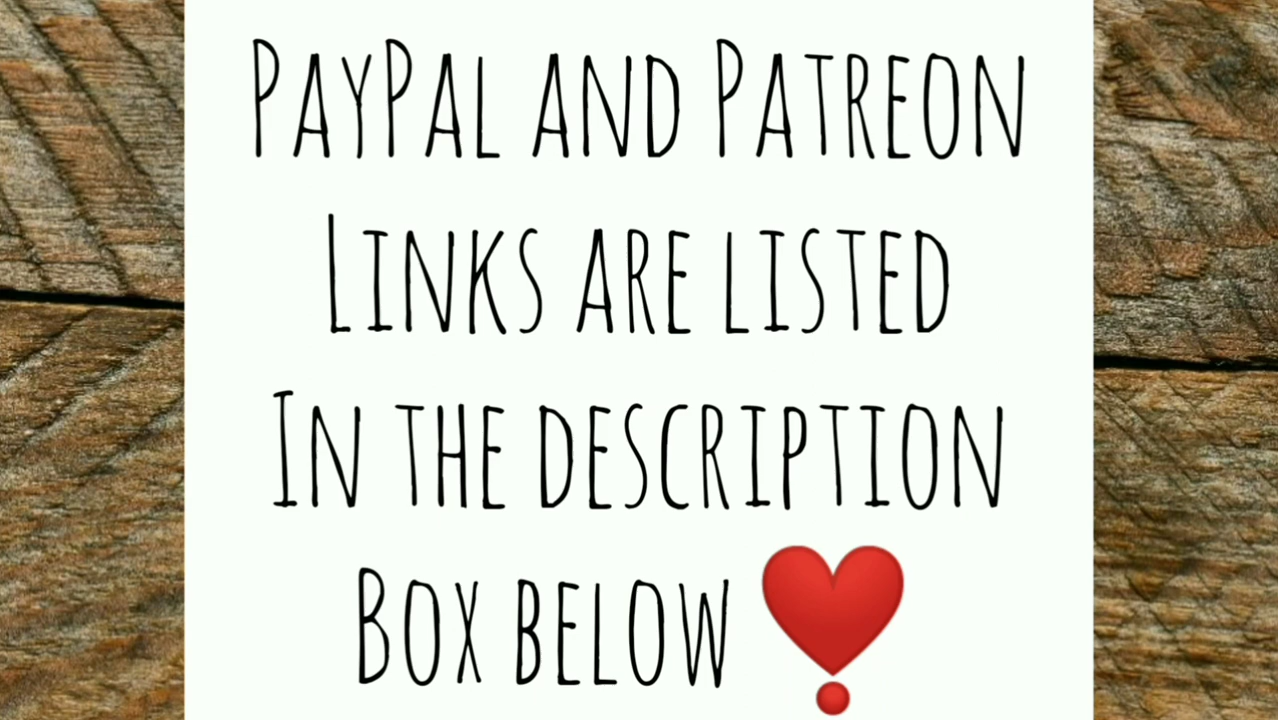 PayPal and Patreon
Links are listed
In the description
Box below ❣️